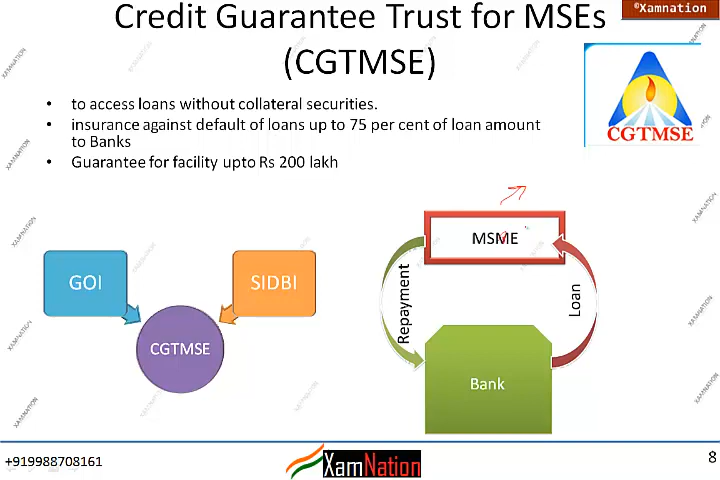 Credit Guarantee Trust for MSEs
(CGTMSE)
©Xamnation
CGTMSE
• to access loans without collateral securities.
• insurance against default of loans up to 75 per cent of loan amount
to Banks
• Guarantee for facility upto Rs 200 lakh
GOI
SIDBI
CGTMSE
MSME
Repayment
Loan
Bank
+919988708161
XamNation
8
XAMNATION